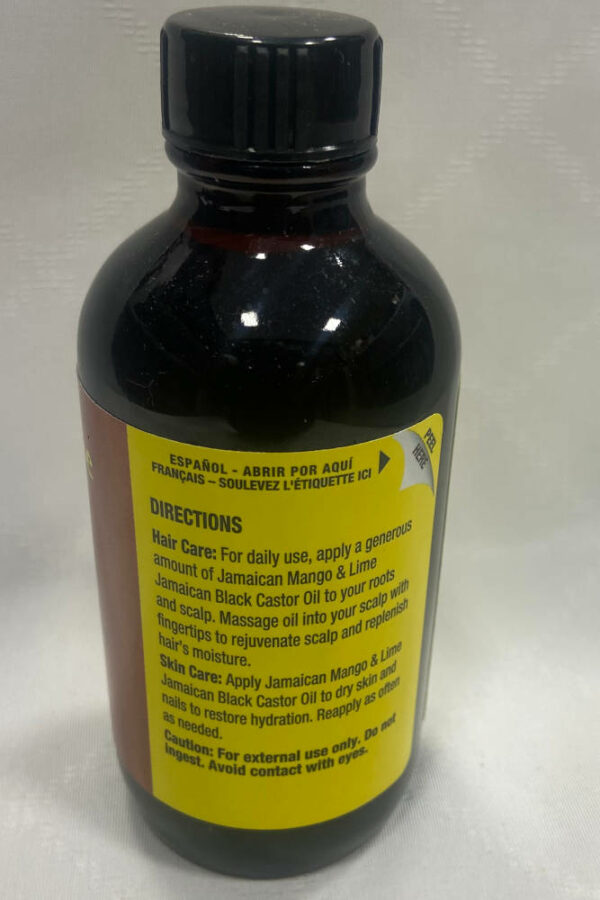 ESPAÑOL - ABRIR POR AQUÍ
FRANÇAIS – SOULEVEZ L'ÉTIQUETTE ICI
PEEL
HERE
DIRECTIONS
Hair Care: For daily use, apply a generous
amount of Jamaican Mango & Lime
Jamaican Black Castor Oil to your roots
and scalp. Massage oil into your scalp with
fingertips to rejuvenate scalp and replenish
hair's moisture.
Skin Care: Apply Jamaican Mango & Lime
Jamaican Black Castor Oil to dry skin and
nails to restore hydration. Reapply as often
as needed.
Caution: For external use only. Do not
ingest. Avoid contact with eyes.